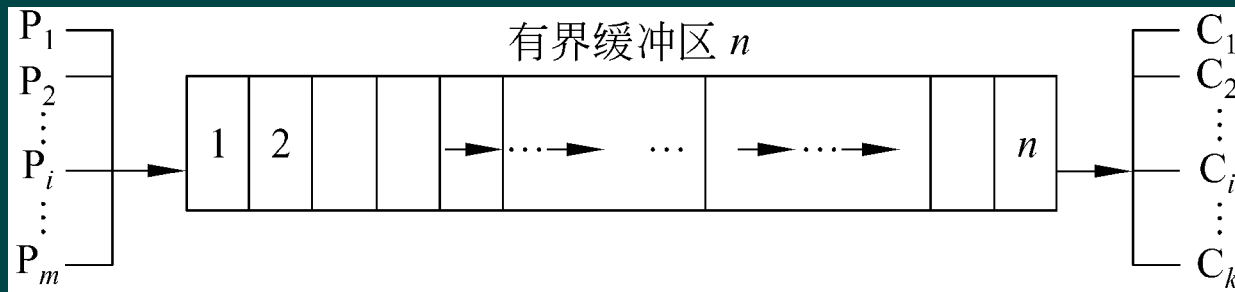 有界缓冲区 n
P₁
P₂
⋮
Pᵢ
⋮
Pₘ
1 2 … … … n
C₁
C₂
⋮
Cᵢ
⋮
Cₖ